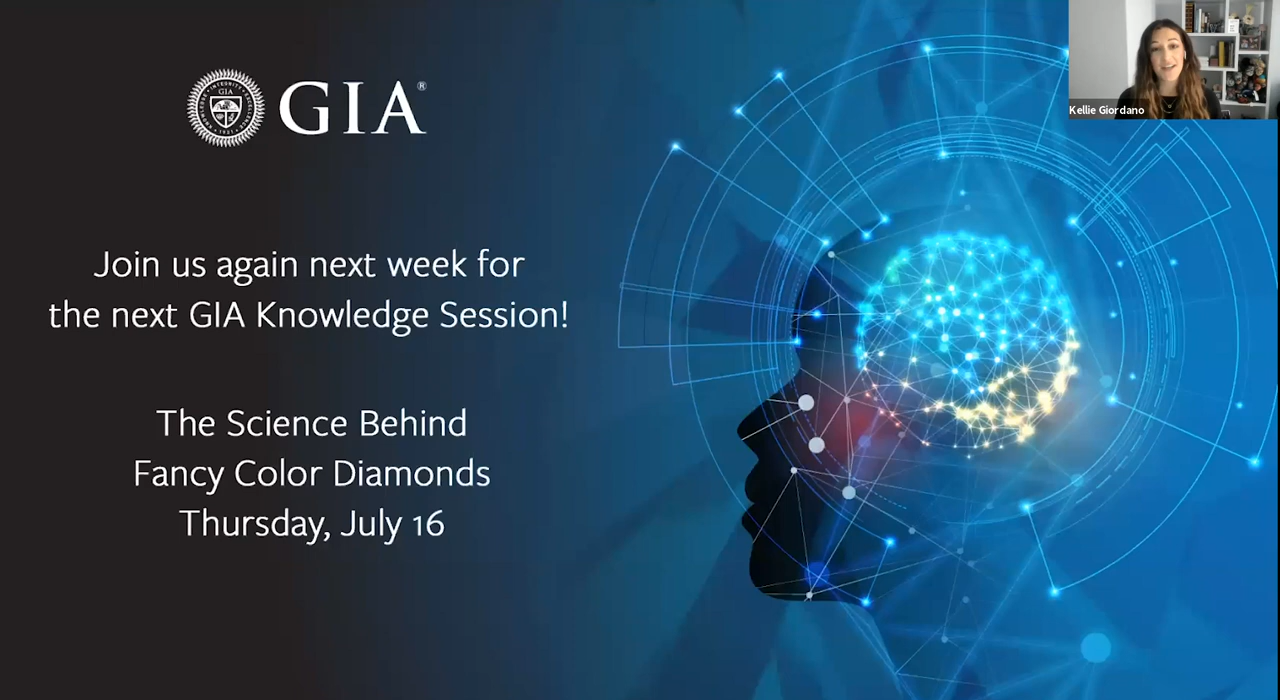 GIA®
Join us again next week for
the next GIA Knowledge Session!
The Science Behind
Fancy Color Diamonds
Thursday, July 16
Kellie Giordano